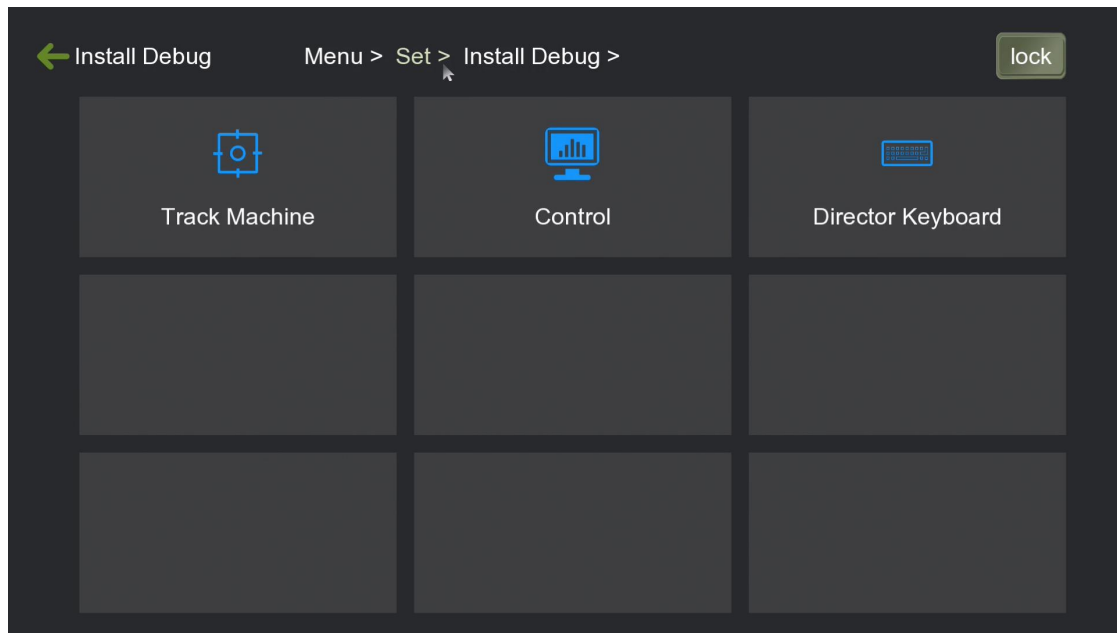 Install Debug Menu > Set > Install Debug > lock
Track Machine Control Director Keyboard